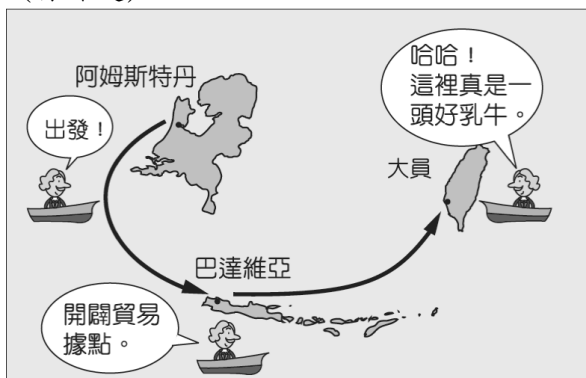 阿姆斯特丹
出發！
哈哈！
這裡真是一
頭好乳牛。
大員
巴達維亞
開闢貿易
據點。